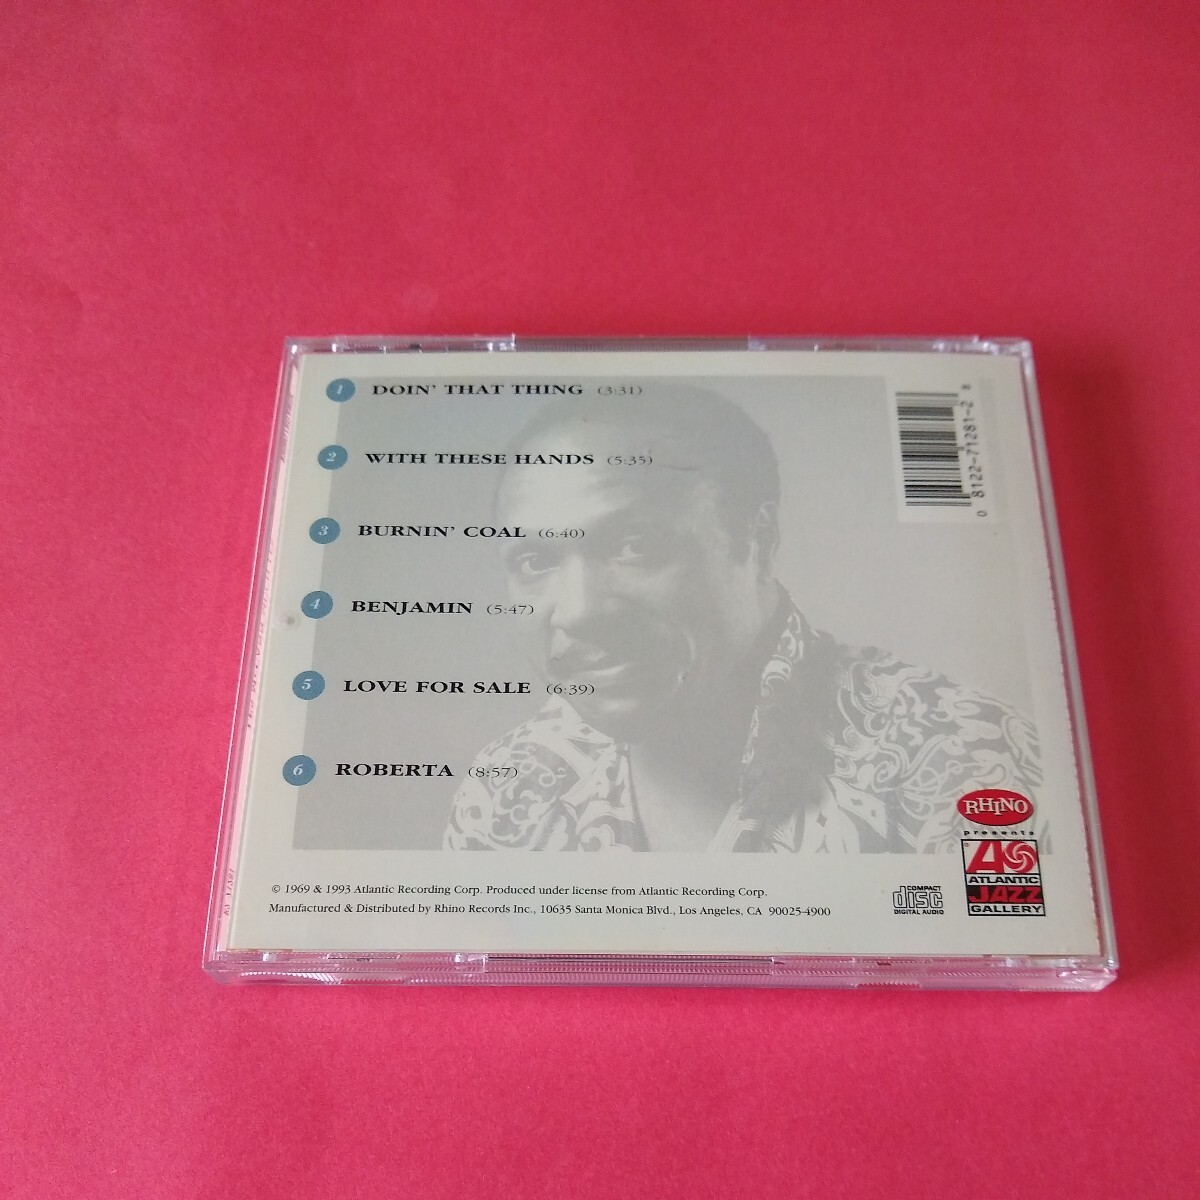 1 DOIN' THAT THING (3:31)
2 WITH THESE HANDS (5:35)
3 BURNIN' COAL (6:40)
4 BENJAMIN (5:47)
5 LOVE FOR SALE (6:39)
6 ROBERTA (8:57)
0 8122-71281-2 8
RHINO
presents
ATLANTIC
JAZZ
GALLERY
COMPACT
disc
DIGITAL AUDIO
© 1969 & 1993 Atlantic Recording Corp. Produced under license from Atlantic Recording Corp.
Manufactured & Distributed by Rhino Records Inc., 10635 Santa Monica Blvd., Los Angeles, CA 90025-4900